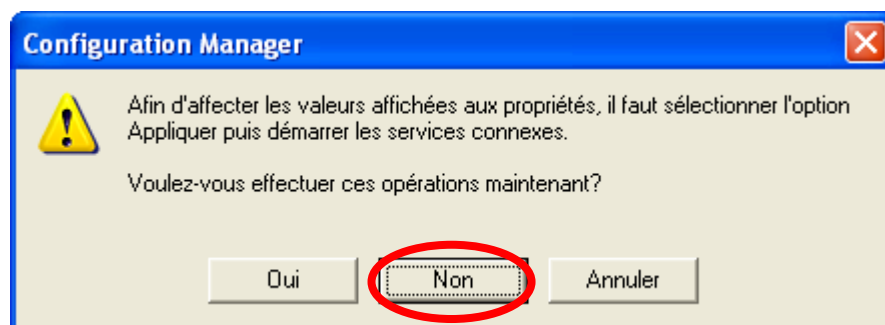 Configuration Manager
Afin d'affecter les valeurs affichées aux propriétés, il faut sélectionner l'option
Appliquer puis démarrer les services connexes.
Voulez-vous effectuer ces opérations maintenant?
Oui Non Annuler